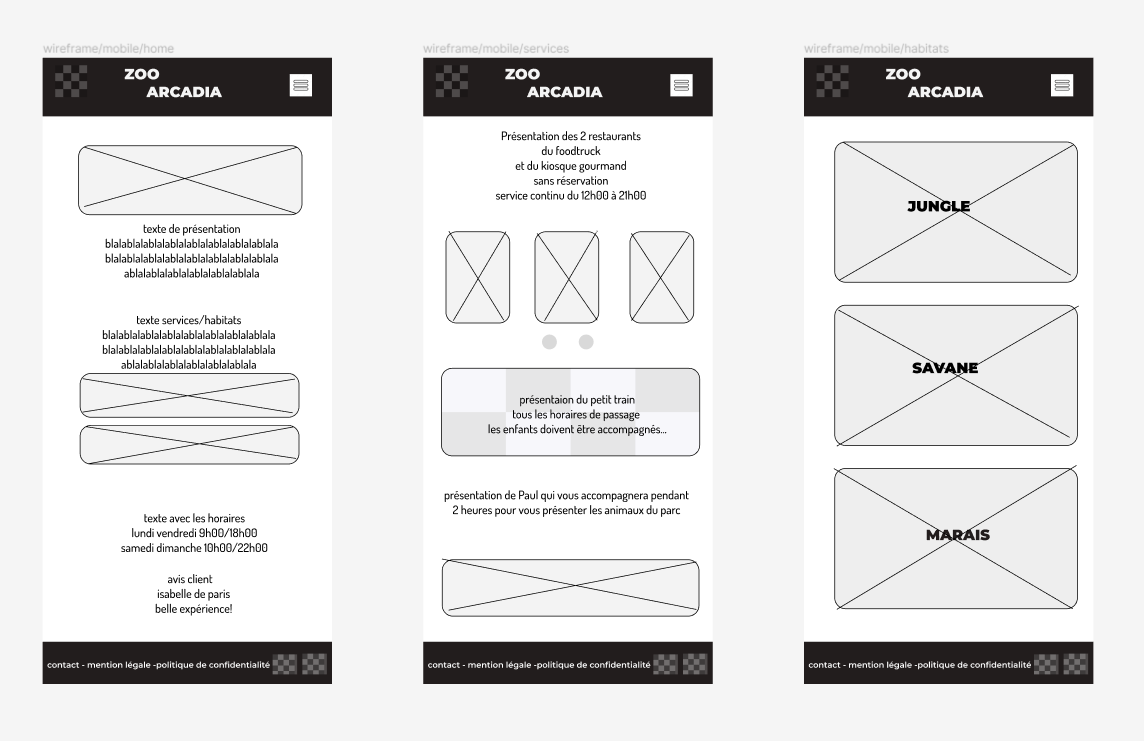 wireframe/mobile/home
ZOO
ARCADIA
texte de présentation
blalablalablalablalablalablalablalablala
blalablalablalablalablalablalablalablala
ablalablalablalablalablalablala
texte services/habitats
blalablalablalablalablalablalablalablala
blalablalablalablalablalablalablalablala
ablalablalablalablalablalablala
texte avec les horaires
lundi vendredi 9h00/18h00
samedi dimanche 10h00/22h00
avis client
isabelle de paris
belle expérience!
contact - mention légale -politique de confidentialité
wireframe/mobile/services
ZOO
ARCADIA
Présentation des 2 restaurants
du foodtruck
et du kiosque gourmand
sans réservation
service continu du 12h00 à 21h00
présentaion du petit train
tous les horaires de passage
les enfants doivent être accompagnés...
présentation de Paul qui vous accompagnera pendant
2 heures pour vous présenter les animaux du parc
contact - mention légale -politique de confidentialité
wireframe/mobile/habitats
ZOO
ARCADIA
JUNGLE
SAVANE
MARAIS
contact - mention légale -politique de confidentialité